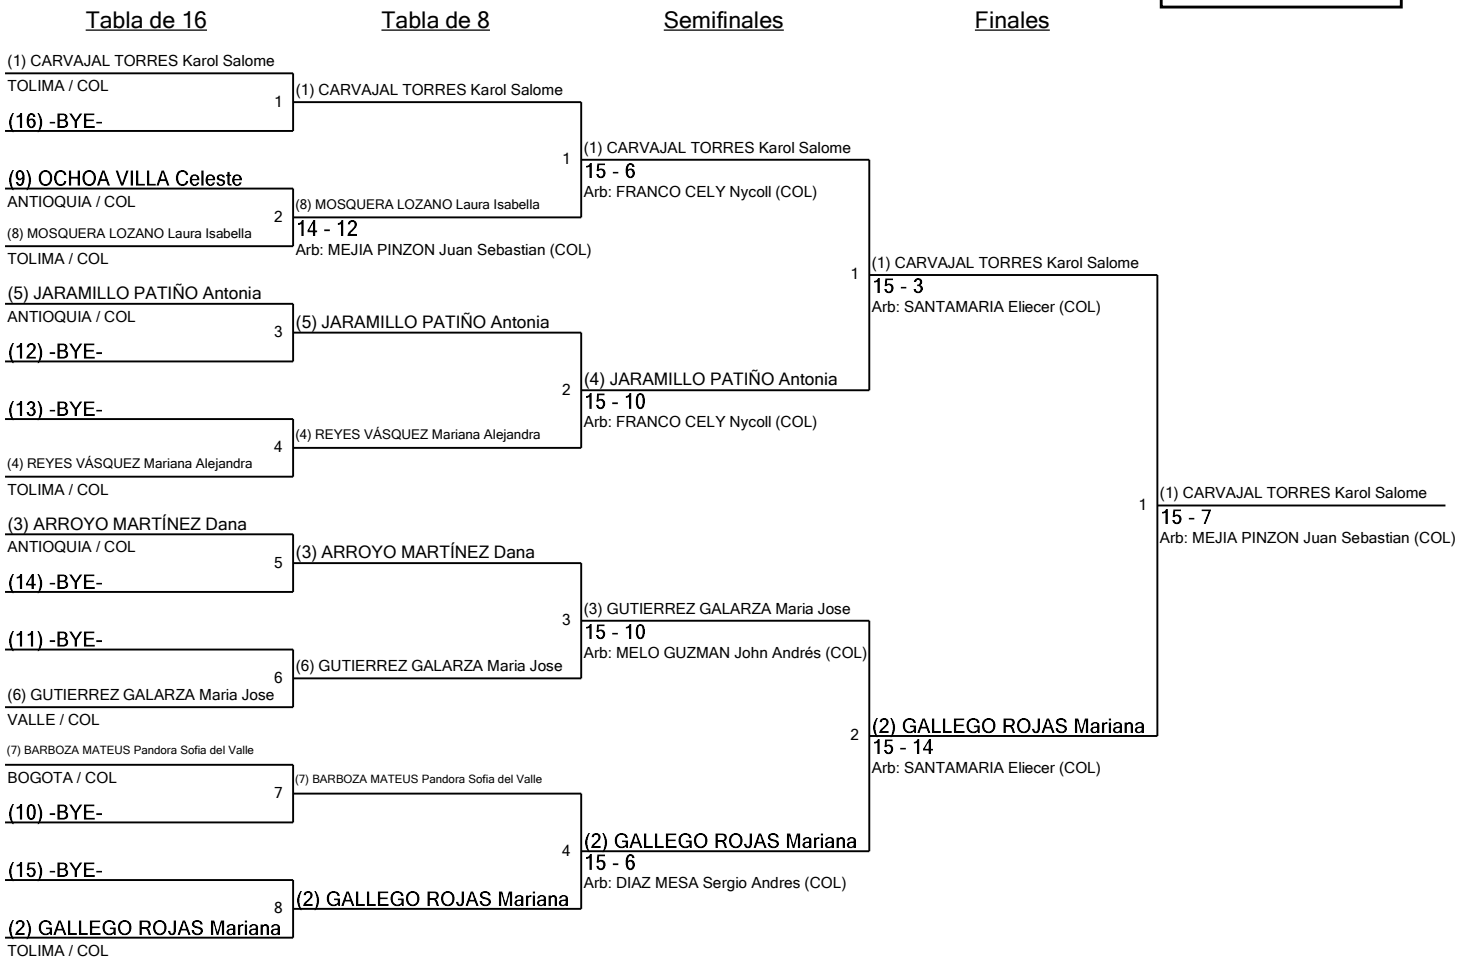 Tabla de 16
Tabla de 8
Semifinales
Finales
(1) CARVAJAL TORRES Karol Salome
TOLIMA / COL
1
(16) -BYE-
(9) OCHOA VILLA Celeste
ANTIOQUIA / COL
2
(8) MOSQUERA LOZANO Laura Isabella
TOLIMA / COL
(5) JARAMILLO PATIÑO Antonia
ANTIOQUIA / COL
3
(12) -BYE-
(13) -BYE-
4
(4) REYES VÁSQUEZ Mariana Alejandra
TOLIMA / COL
(3) ARROYO MARTÍNEZ Dana
ANTIOQUIA / COL
5
(14) -BYE-
(11) -BYE-
6
(6) GUTIERREZ GALARZA Maria Jose
VALLE / COL
(7) BARBOZA MATEUS Pandora Sofia del Valle
BOGOTA / COL
7
(10) -BYE-
(15) -BYE-
8
(2) GALLEGO ROJAS Mariana
TOLIMA / COL
(1) CARVAJAL TORRES Karol Salome
1
(8) MOSQUERA LOZANO Laura Isabella
14 - 12
Arb: MEJIA PINZON Juan Sebastian (COL)
(5) JARAMILLO PATIÑO Antonia
2
(4) REYES VÁSQUEZ Mariana Alejandra
(3) ARROYO MARTÍNEZ Dana
3
(6) GUTIERREZ GALARZA Maria Jose
(7) BARBOZA MATEUS Pandora Sofia del Valle
4
(2) GALLEGO ROJAS Mariana
(1) CARVAJAL TORRES Karol Salome
15 - 6
Arb: FRANCO CELY Nycoll (COL)
1
(4) JARAMILLO PATIÑO Antonia
15 - 10
Arb: FRANCO CELY Nycoll (COL)
(3) GUTIERREZ GALARZA Maria Jose
15 - 10
Arb: MELO GUZMAN John Andrés (COL)
2
(2) GALLEGO ROJAS Mariana
15 - 6
Arb: DIAZ MESA Sergio Andres (COL)
(1) CARVAJAL TORRES Karol Salome
15 - 3
Arb: SANTAMARIA Eliecer (COL)
1
(2) GALLEGO ROJAS Mariana
15 - 14
Arb: SANTAMARIA Eliecer (COL)
(1) CARVAJAL TORRES Karol Salome
15 - 7
Arb: MEJIA PINZON Juan Sebastian (COL)